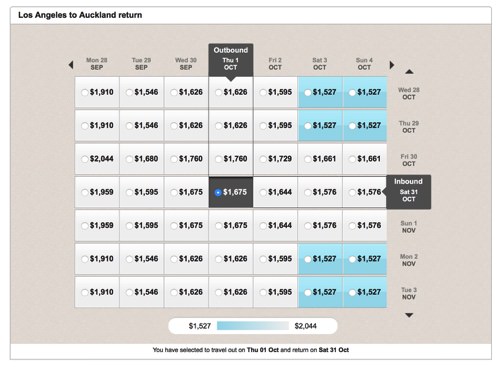 Los Angeles to Auckland return
Outbound
Mon 28 Tue 29 Wed 30 Thu 1 Fri 2 Sat 3 Sun 4
SEP SEP SEP OCT OCT OCT OCT
$1,910 $1,546 $1,626 $1,626 $1,595 $1,527 $1,527 Wed 28
OCT
$1,910 $1,546 $1,626 $1,626 $1,595 $1,527 $1,527 Thu 29
OCT
$2,044 $1,680 $1,760 $1,760 $1,729 $1,661 $1,661 Fri 30
OCT
Inbound
$1,959 $1,595 $1,675 $1,675 $1,644 $1,576 $1,576 Sat 31
OCT
$1,959 $1,595 $1,675 $1,675 $1,644 $1,576 $1,576 Sun 1
NOV
$1,910 $1,546 $1,626 $1,626 $1,595 $1,527 $1,527 Mon 2
NOV
$1,910 $1,546 $1,626 $1,626 $1,595 $1,527 $1,527 Tue 3
NOV
$1,527 $2,044
You have selected to travel out on Thu 01 Oct and return on Sat 31 Oct